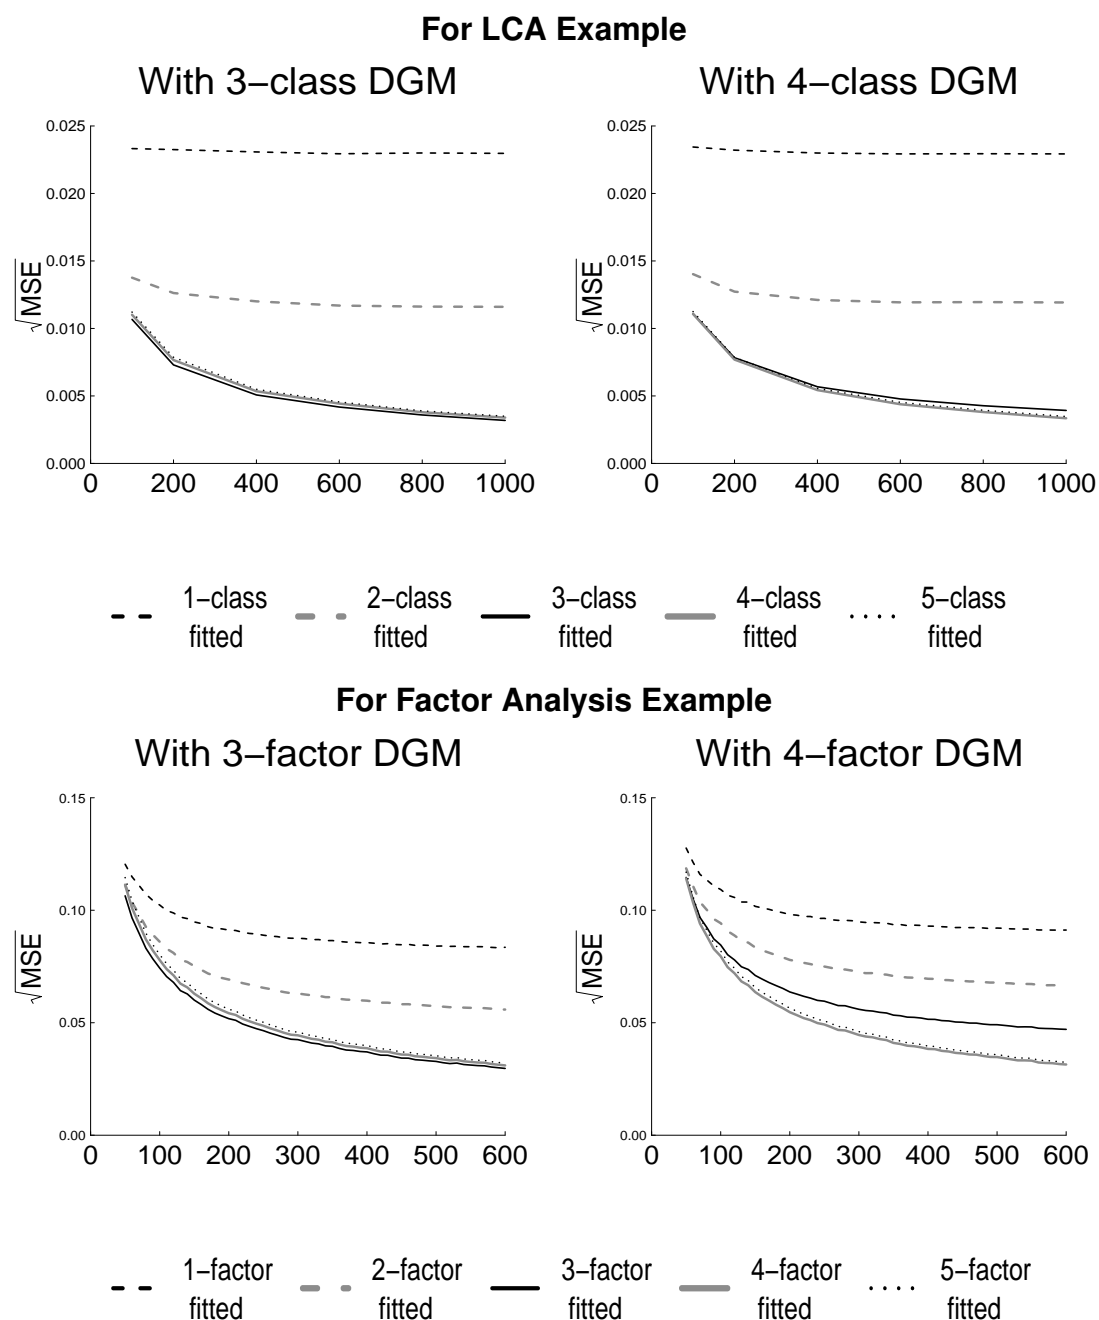 For LCA Example
With 3−class DGM
With 4−class DGM
0.025
0.020
0.015
0.010
0.005
0.000
√MSE
0 200 400 600 800 1000
0.025
0.020
0.015
0.010
0.005
0.000
√MSE
0 200 400 600 800 1000
1−class fitted
2−class fitted
3−class fitted
4−class fitted
5−class fitted
For Factor Analysis Example
With 3−factor DGM
With 4−factor DGM
0.15
0.10
0.05
0.00
√MSE
0 100 200 300 400 500 600
0.15
0.10
0.05
0.00
√MSE
0 100 200 300 400 500 600
1−factor fitted
2−factor fitted
3−factor fitted
4−factor fitted
5−factor fitted